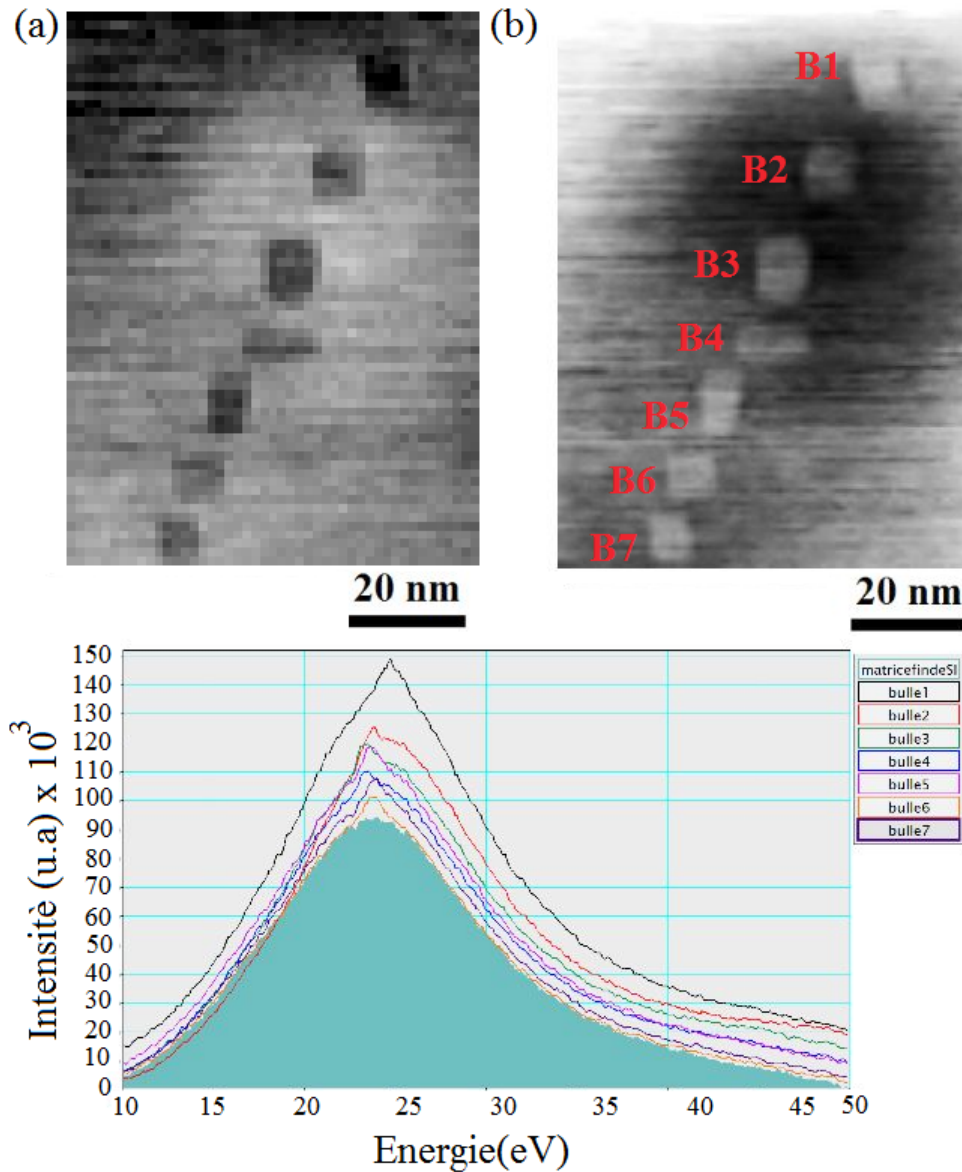 (a)
(b)
B1
B2
B3
B4
B5
B6
B7
20 nm
20 nm
Intensitè (u.a) x 10³
150
140
130
120
110
100
90
80
70
60
50
40
30
20
10
0
10 15 20 25 30 35 40 45 50
Energie(eV)
matricefindeSI
bulle1
bulle2
bulle3
bulle4
bulle5
bulle6
bulle7